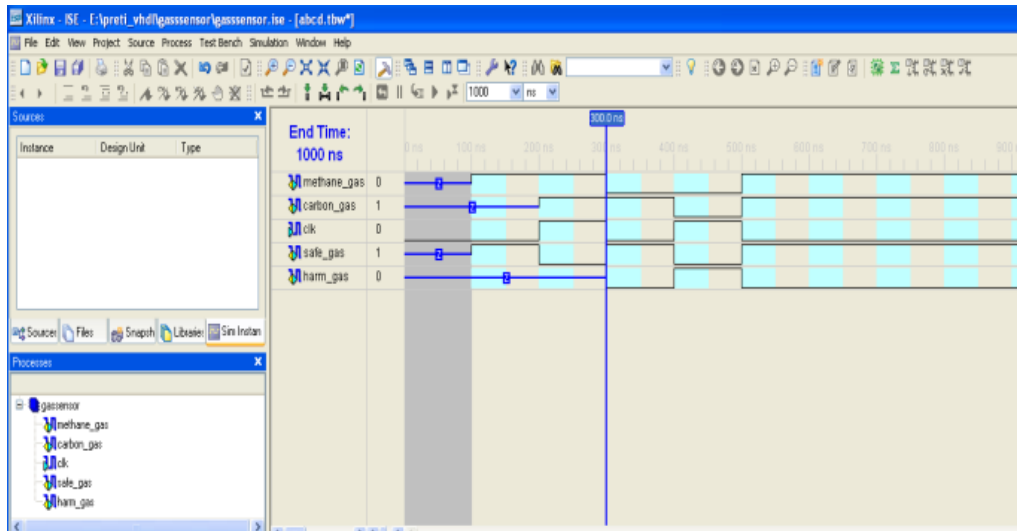 Xilinx - ISE - E:\preti_vhdl\gasssensor\gasssensor.ise - [abcd.tbw*]
File Edit View Project Source Process Test Bench Simulation Window Help
1000 ns
Sources x
Instance Design Unit Type
Sources Files Snapsh Libraries Sim Instan
Processes x
gassensor
methane_gas
carbon_gas
clk
safe_gas
harm_gas
End Time:
1000 ns
300.0 ns
0 ns 100 ns 200 ns 300 ns 400 ns 500 ns 600 ns 700 ns 800 ns 900
methane_gas 0 Z
carbon_gas 1 Z
clk 0
safe_gas 1 Z
harm_gas 0 Z